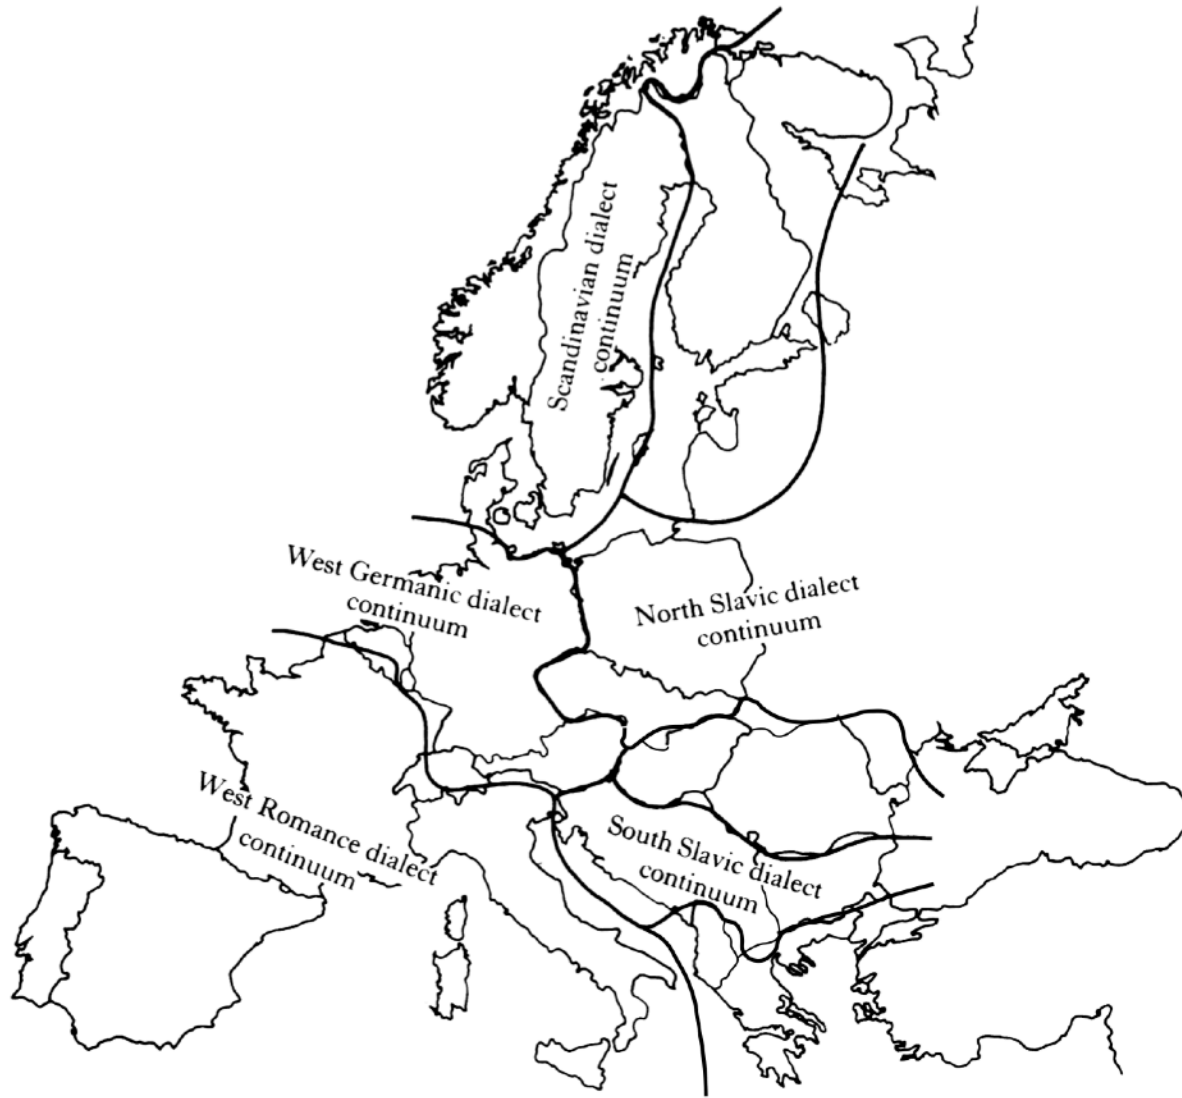 Scandinavian dialect
continuum
West Germanic dialect
continuum
North Slavic dialect
continuum
West Romance dialect
continuum
South Slavic dialect
continuum